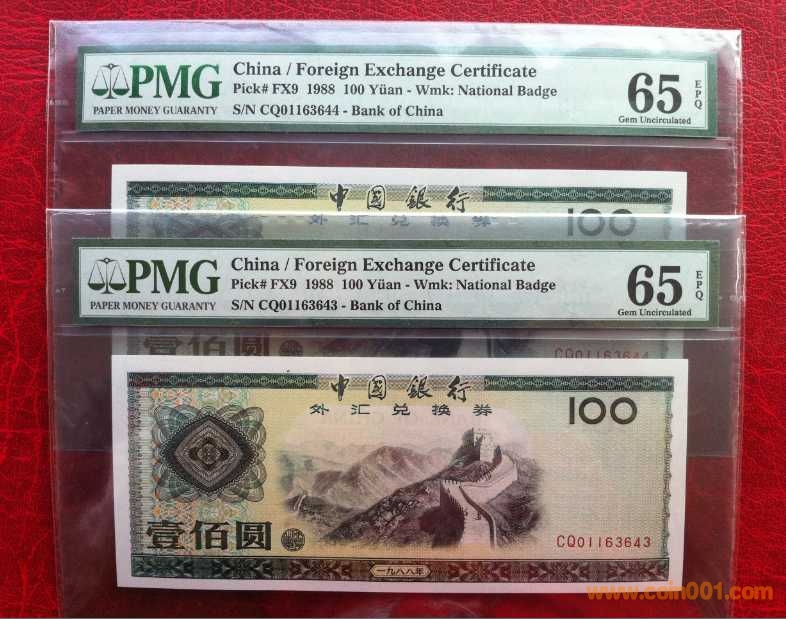 PMG
PAPER MONEY GUARANTY
China / Foreign Exchange Certificate
Pick# FX9 1988 100 Yüan - Wmk: National Badge
S/N CQ01163644 - Bank of China
65
EPQ
Gem Uncirculated
中國銀行
外汇兑换券
100
PMG
PAPER MONEY GUARANTY
China / Foreign Exchange Certificate
Pick# FX9 1988 100 Yüan - Wmk: National Badge
S/N CQ01163643 - Bank of China
65
EPQ
Gem Uncirculated
壹佰圆
CQ01163644
中國銀行
外汇兑换券
100
壹佰圆
CQ01163643
一九八八年
www.coin001.com